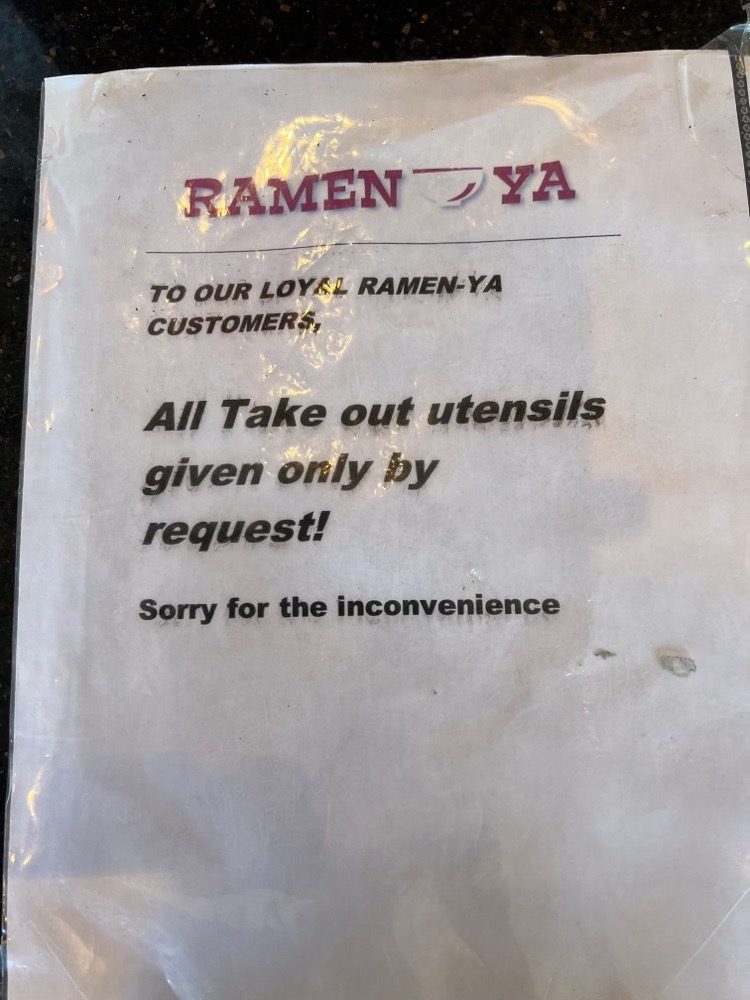 RAMEN YA
TO OUR LOYAL RAMEN-YA
CUSTOMERS,
All Take out utensils
given only by
request!
Sorry for the inconvenience